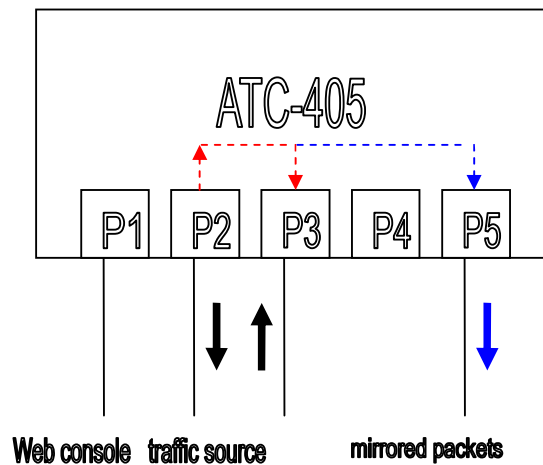 ATC-405
P1 P2 P3 P4 P5
Web console traffic source mirrored packets